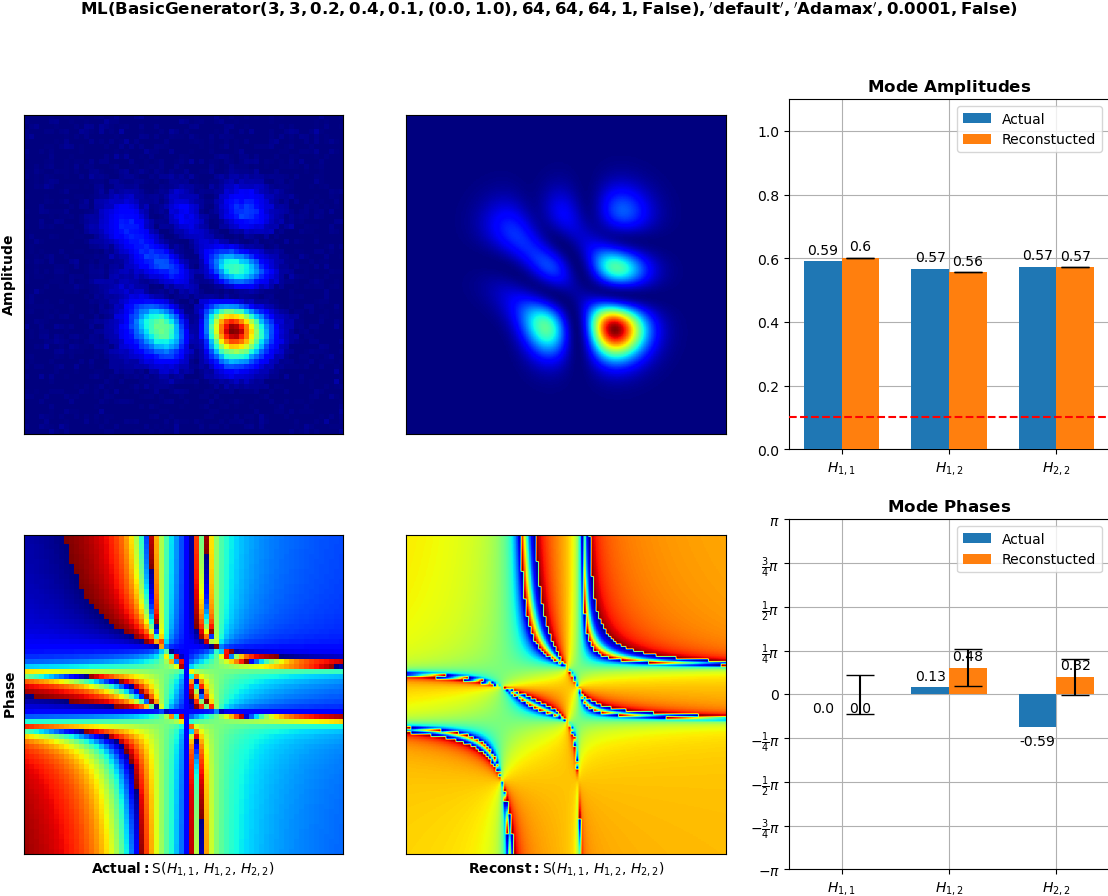 ML(BasicGenerator(3, 3, 0.2, 0.4, 0.1, (0.0, 1.0), 64, 64, 64, 1, False), 'default', 'Adamax', 0.0001, False)
Amplitude
Mode Amplitudes
Actual
Reconstucted
1.0
0.8
0.6
0.4
0.2
0.0
0.59
0.6
0.57
0.56
0.57
0.57
H1,1
H1,2
H2,2
Phase
Actual: S(H1,1, H1,2, H2,2)
Reconst: S(H1,1, H1,2, H2,2)
Mode Phases
Actual
Reconstucted
π
3/4π
1/2π
1/4π
0
−1/4π
−1/2π
−3/4π
−π
0.0
0.0
0.13
0.48
-0.59
0.32
H1,1
H1,2
H2,2